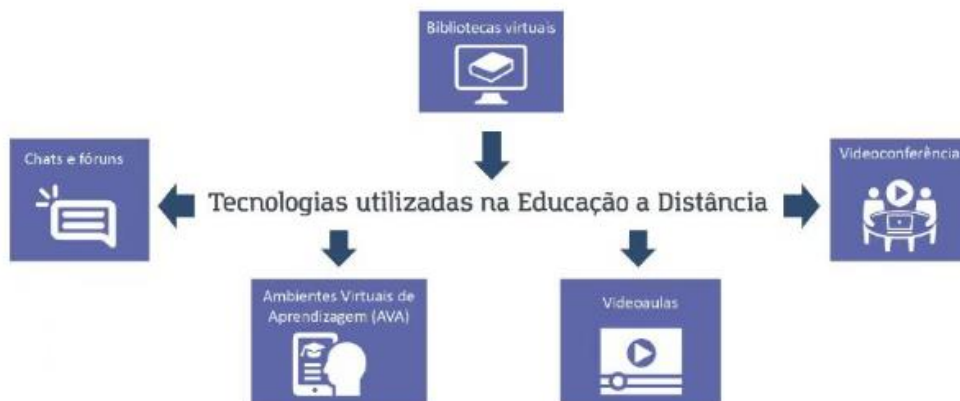 Bibliotecas virtuais
Chats e fóruns
Videoconferência
Tecnologias utilizadas na Educação a Distância
Ambientes Virtuais de
Aprendizagem (AVA)
Videoaulas